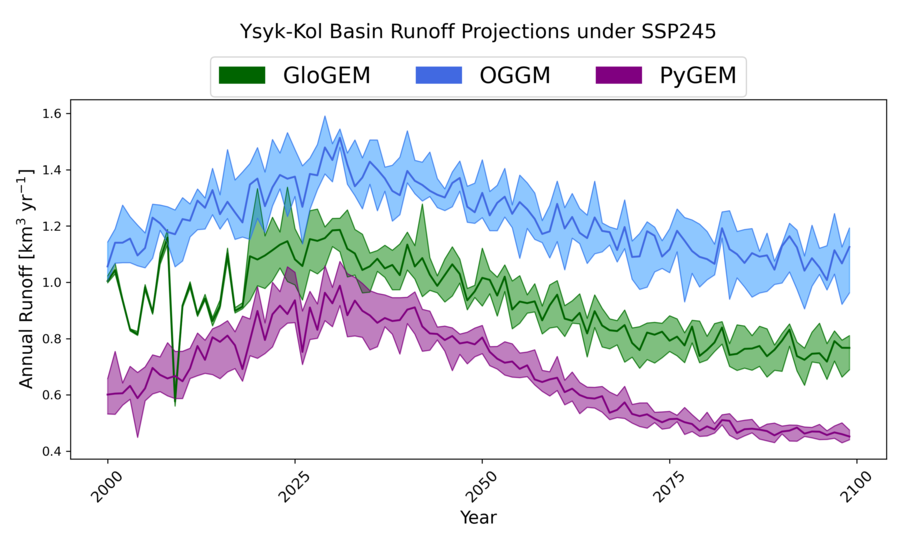 Ysyk-Kol Basin Runoff Projections under SSP245
GloGEM OGGM PyGEM
Annual Runoff [km³ yr⁻¹]
1.6
1.4
1.2
1.0
0.8
0.6
0.4
2000 2025 2050 2075 2100
Year